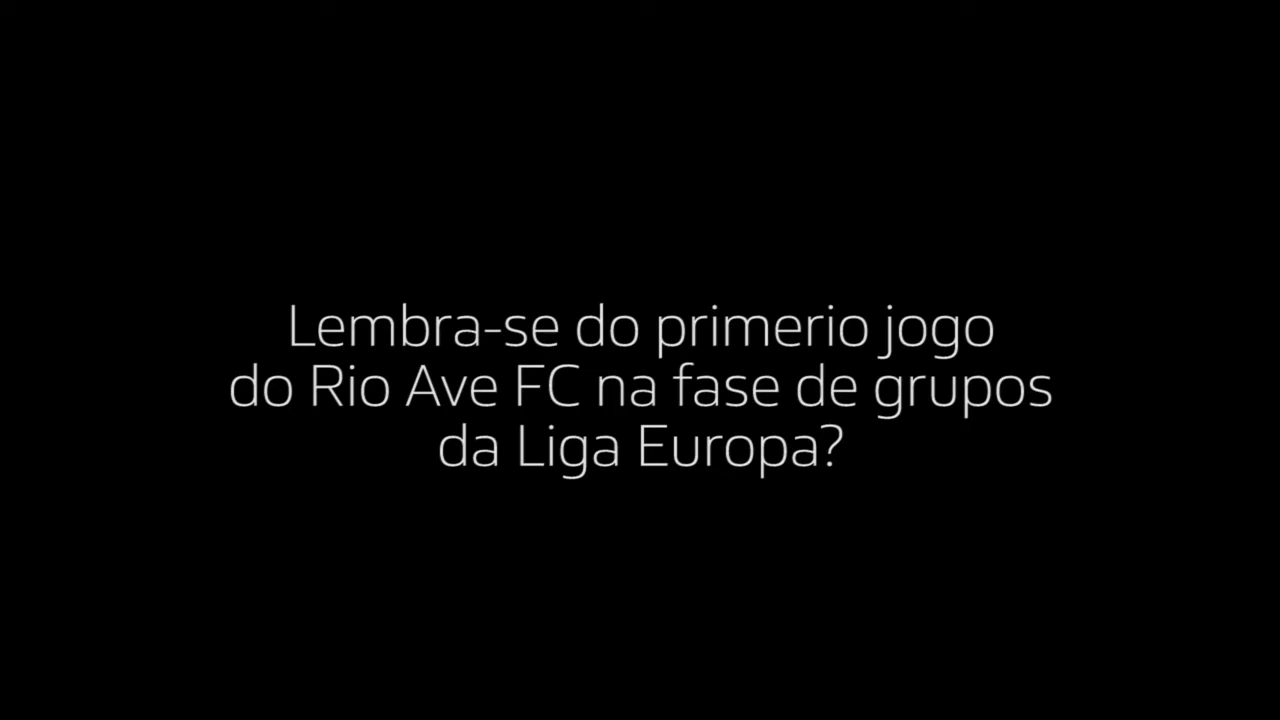 Lembra-se do primerio jogo
do Rio Ave FC na fase de grupos
da Liga Europa?